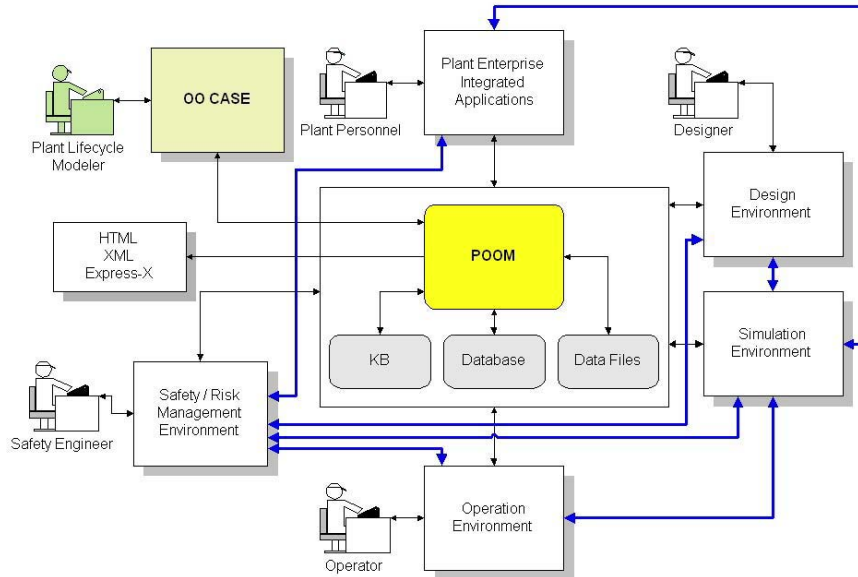 Plant Enterprise
Integrated
Applications
OO CASE
Plant Personnel
Designer
Plant Lifecycle
Modeler
Design
Environment
HTML
XML
Express-X
POOM
KB
Database
Data Files
Simulation
Environment
Safety / Risk
Management
Environment
Safety Engineer
Operation
Environment
Operator